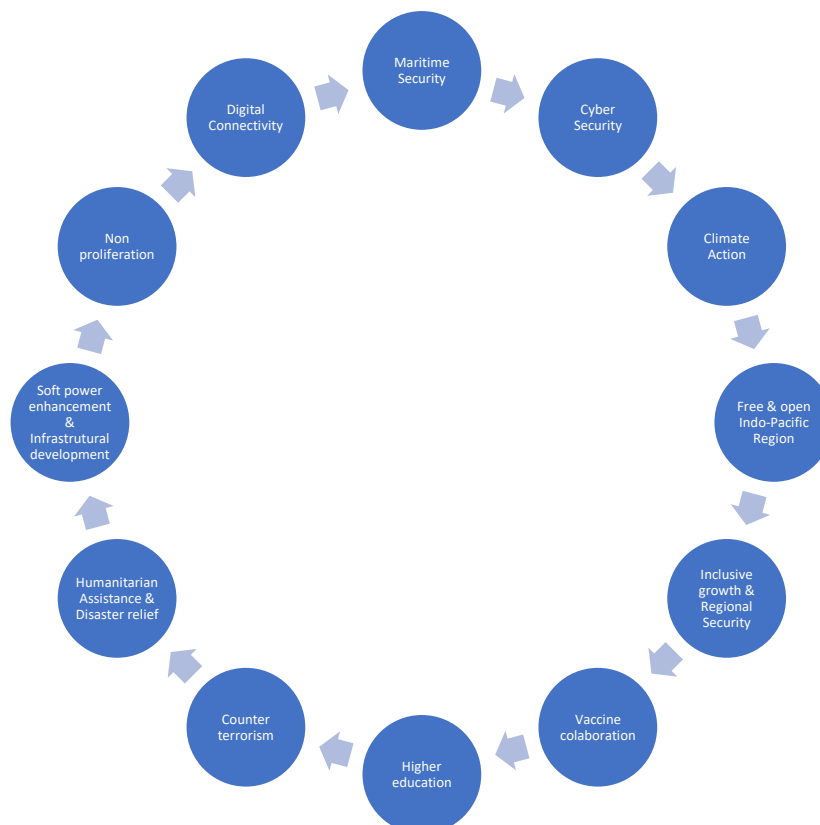 Maritime
Security
Cyber
Security
Climate
Action
Free & open
Indo-Pacific
Region
Inclusive
growth &
Regional
Security
Vaccine
colaboration
Higher
education
Counter
terrorism
Humanitarian
Assistance &
Disaster relief
Soft power
enhancement
&
Infrastrutural
development
Non
proliferation
Digital
Connectivity